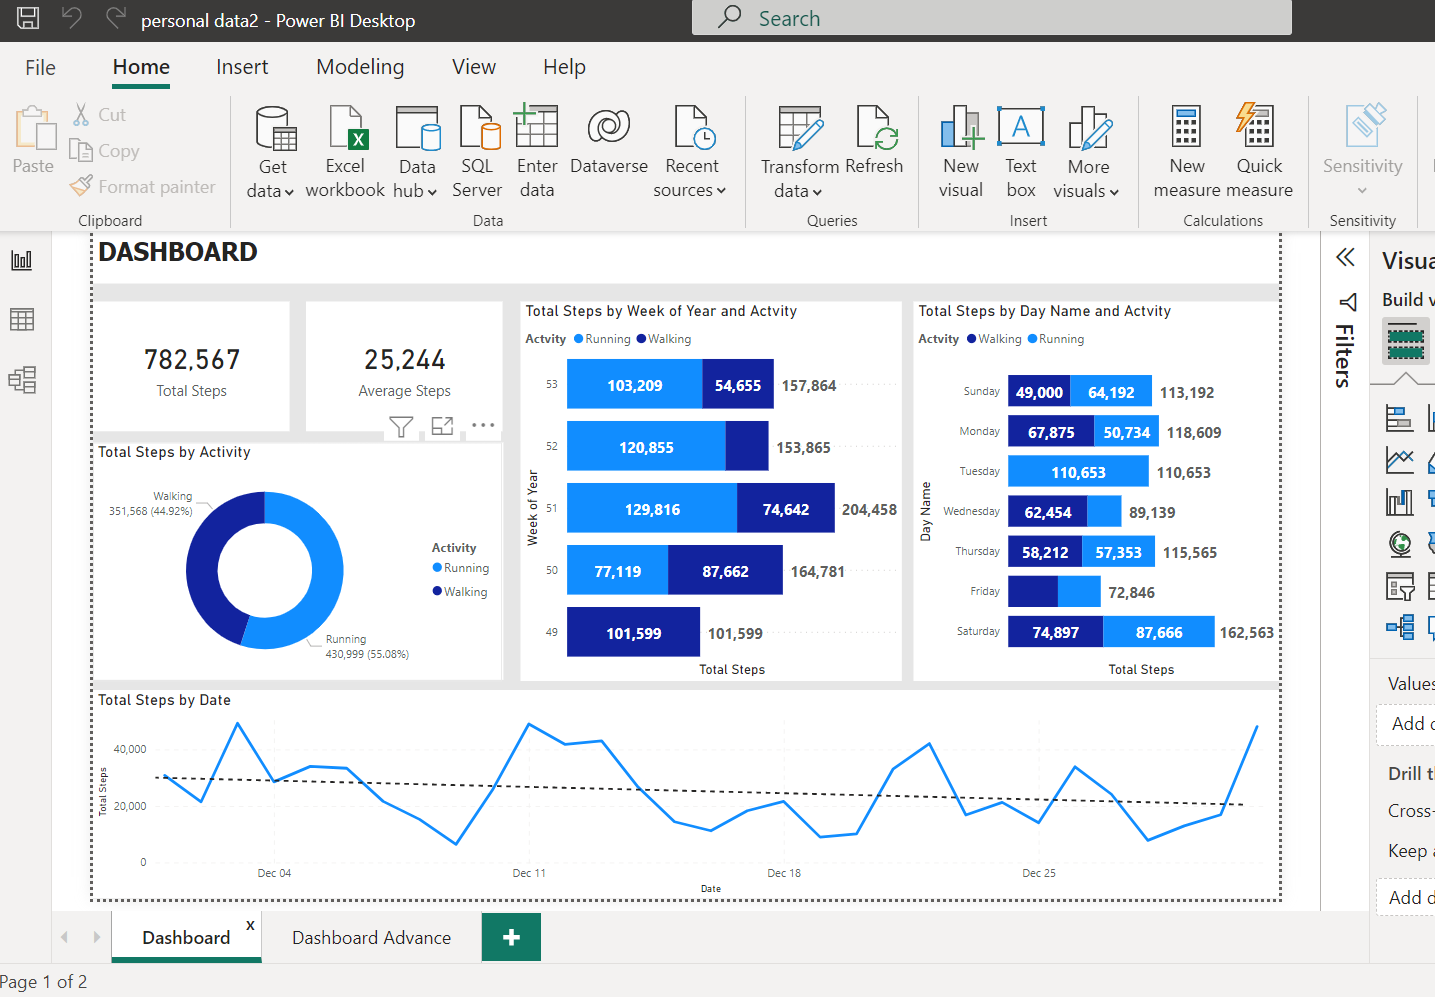 personal data2 - Power BI Desktop
Search
File
Home
Insert
Modeling
View
Help
Paste
Cut
Copy
Format painter
Clipboard
Get data
Excel workbook
Data hub
SQL Server
Enter data
Dataverse
Recent sources
Data
Transform data
Refresh
Queries
New visual
Text box
More visuals
Insert
New measure
Quick measure
Calculations
Sensitivity
Sensitivity
DASHBOARD
782,567
Total Steps
25,244
Average Steps
Total Steps by Activity
Walking
351,568 (44.92%)
Running
430,999 (55.08%)
Activity
Running
Walking
Total Steps by Week of Year and Actvity
Actvity Running Walking
Week of Year
53 103,209 54,655 157,864
52 120,855 153,865
51 129,816 74,642 204,458
50 77,119 87,662 164,781
49 101,599 101,599
Total Steps
Total Steps by Day Name and Actvity
Actvity Walking Running
Day Name
Sunday 49,000 64,192 113,192
Monday 67,875 50,734 118,609
Tuesday 110,653 110,653
Wednesday 62,454 89,139
Thursday 58,212 57,353 115,565
Friday 72,846
Saturday 74,897 87,666 162,563
Total Steps
Total Steps by Date
Total Steps
40,000
20,000
0
Dec 04 Dec 11 Dec 18 Dec 25
Date
Filters
Visua
Build v
Values
Add d
Drill t
Cross-
Keep a
Add d
Dashboard x
Dashboard Advance
+
Page 1 of 2